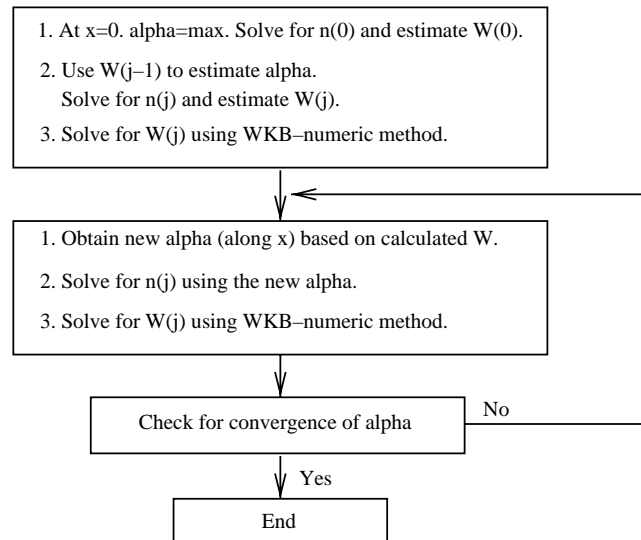 1. At x=0. alpha=max. Solve for n(0) and estimate W(0).
2. Use W(j–1) to estimate alpha.
Solve for n(j) and estimate W(j).
3. Solve for W(j) using WKB–numeric method.
1. Obtain new alpha (along x) based on calculated W.
2. Solve for n(j) using the new alpha.
3. Solve for W(j) using WKB–numeric method.
Check for convergence of alpha
No
Yes
End